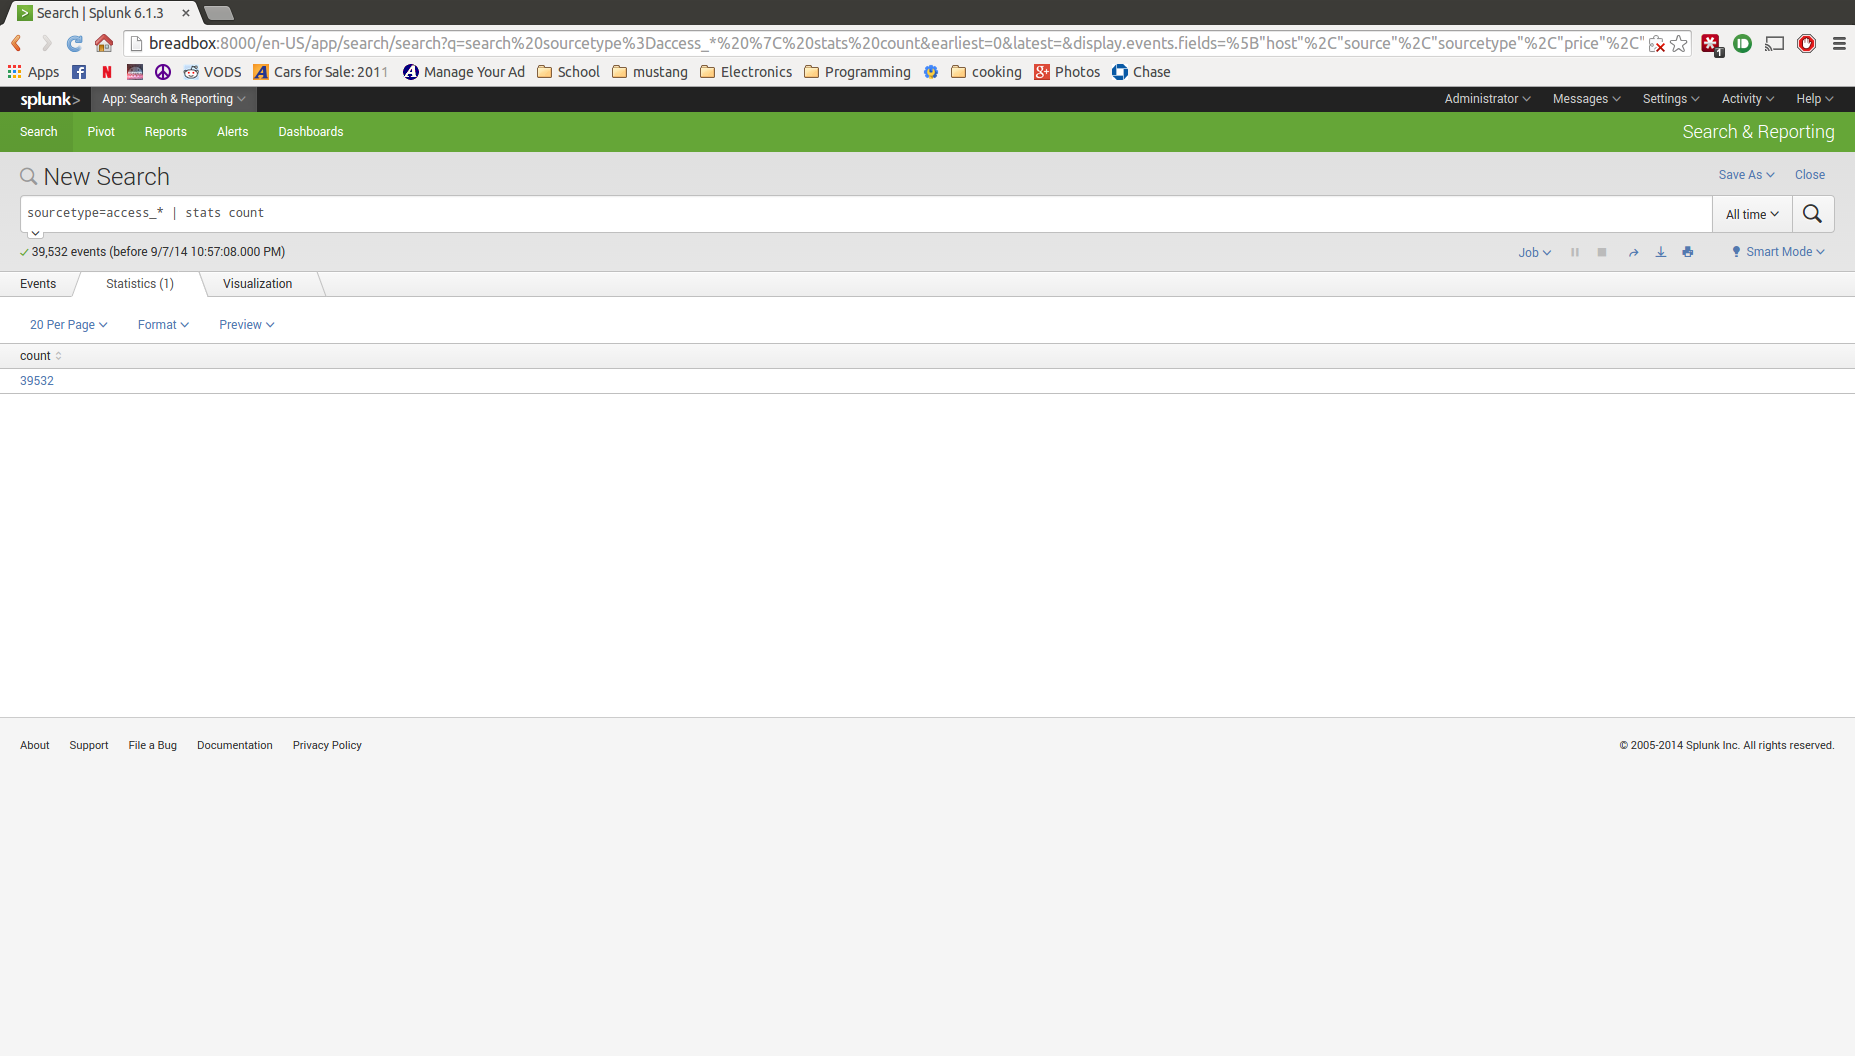 Search | Splunk 6.1.3
breadbox:8000/en-US/app/search/search?q=search%20sourcetype%3Daccess_*%20%7C%20stats%20count&earliest=0&latest=&display.events.fields=%5B"host"%2C"source"%2C"sourcetype"%2C"price"%2C"
1
Apps VODS Cars for Sale: 2011 Manage Your Ad School mustang Electronics Programming cooking Photos Chase
splunk> App: Search & Reporting Administrator Messages Settings Activity Help
Search Pivot Reports Alerts Dashboards Search & Reporting
New Search Save As Close
sourcetype=access_* | stats count All time
39,532 events (before 9/7/14 10:57:08.000 PM) Job Smart Mode
Events Statistics (1) Visualization
20 Per Page Format Preview
count
39532
About Support File a Bug Documentation Privacy Policy © 2005-2014 Splunk Inc. All rights reserved.